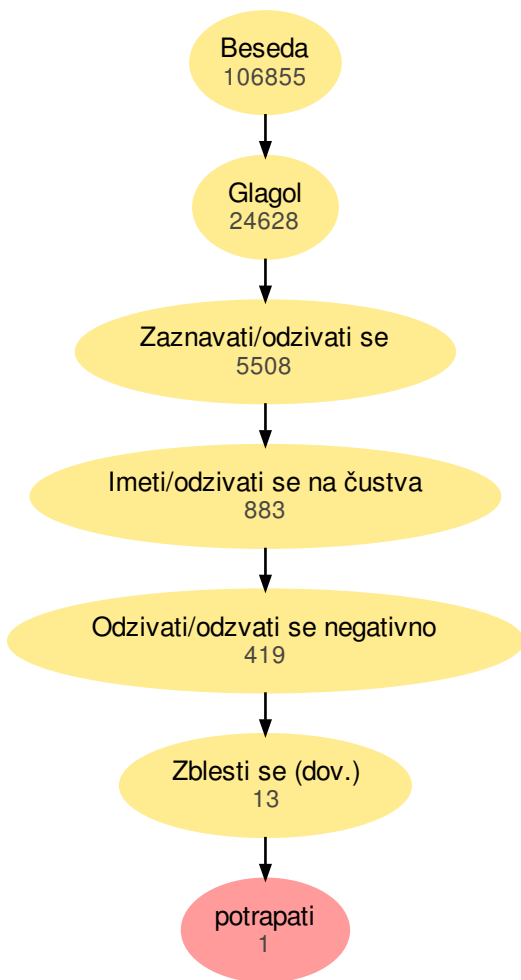 Beseda
106855
Glagol
24628
Zaznavati/odzivati se
5508
Imeti/odzivati se na čustva
883
Odzivati/odzvati se negativno
419
Zblesti se (dov.)
13
potrapati
1